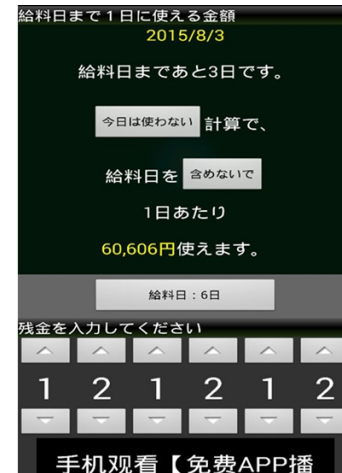 給料日まで1日に使える金額
2015/8/3
給料日まであと3日です。
今日は使わない 計算で、
給料日を 含めないで
1日あたり
60,606円使えます。
給料日：6日
残金を入力してください
1 2 1 2 1 2
手机观看【免费APP播